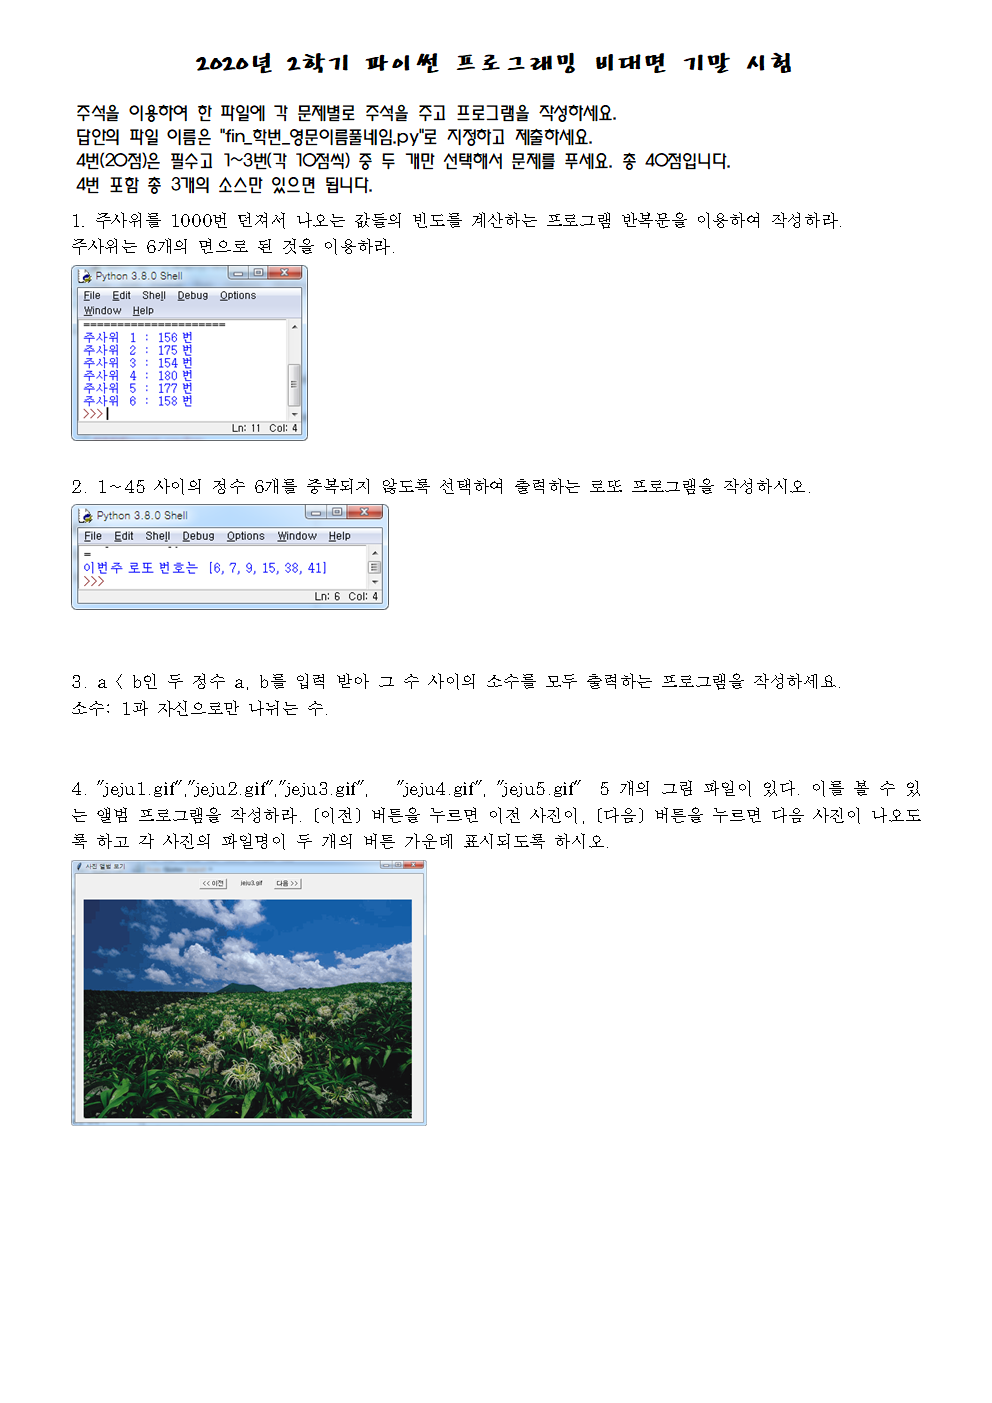 2020년 2학기 파이썬 프로그래밍 비대면 기말 시험
주석을 이용하여 한 파일에 각 문제별로 주석을 주고 프로그램을 작성하세요.
답안의 파일 이름은 "fin_학번_영문이름풀네임.py"로 지정하고 제출하세요.
4번(20점)은 필수고 1~3번(각 10점씩) 중 두 개만 선택해서 문제를 푸세요. 총 40점입니다.
4번 포함 총 3개의 소스만 있으면 됩니다.
1. 주사위를 1000번 던져서 나오는 값들의 빈도를 계산하는 프로그램 반복문을 이용하여 작성하라.
주사위는 6개의 면으로 된 것을 이용하라.
Python 3.8.0 Shell
File Edit Shell Debug Options
Window Help
=====================
주사위 1 : 156 번
주사위 2 : 175 번
주사위 3 : 154 번
주사위 4 : 180 번
주사위 5 : 177 번
주사위 6 : 158 번
>>>
Ln: 11 Col: 4
2. 1~45 사이의 정수 6개를 중복되지 않도록 선택하여 출력하는 로또 프로그램을 작성하시오.
Python 3.8.0 Shell
File Edit Shell Debug Options Window Help
=
이번주 로또 번호는 [6, 7, 9, 15, 38, 41]
>>>
Ln: 6 Col: 4
3. a < b인 두 정수 a, b를 입력 받아 그 수 사이의 소수를 모두 출력하는 프로그램을 작성하세요.
소수: 1과 자신으로만 나뉘는 수.
4. "jeju1.gif","jeju2.gif","jeju3.gif", "jeju4.gif", "jeju5.gif" 5 개의 그림 파일이 있다. 이를 볼 수 있
는 앨범 프로그램을 작성하라. [이전] 버튼을 누르면 이전 사진이, [다음] 버튼을 누르면 다음 사진이 나오도
록 하고 각 사진의 파일명이 두 개의 버튼 가운데 표시되도록 하시오.
사진 앨범 보기
<< 이전 jeju3.gif 다음 >>